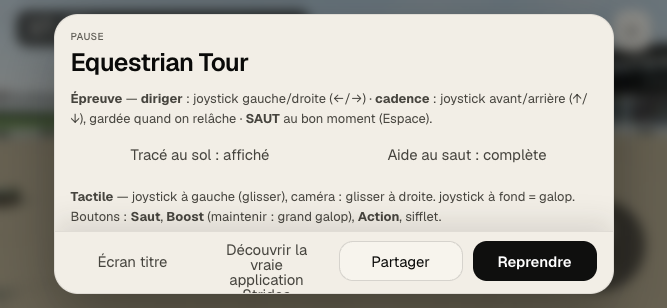 PAUSE
Equestrian Tour
Épreuve — diriger : joystick gauche/droite (←/→) · cadence : joystick avant/arrière (↑/
↓), gardée quand on relâche · SAUT au bon moment (Espace).
Tracé au sol : affiché
Aide au saut : complète
Tactile — joystick à gauche (glisser), caméra : glisser à droite. joystick à fond = galop.
Boutons : Saut, Boost (maintenir : grand galop), Action, sifflet.
Écran titre
Découvrir la
vraie
application
Strides
Partager
Reprendre